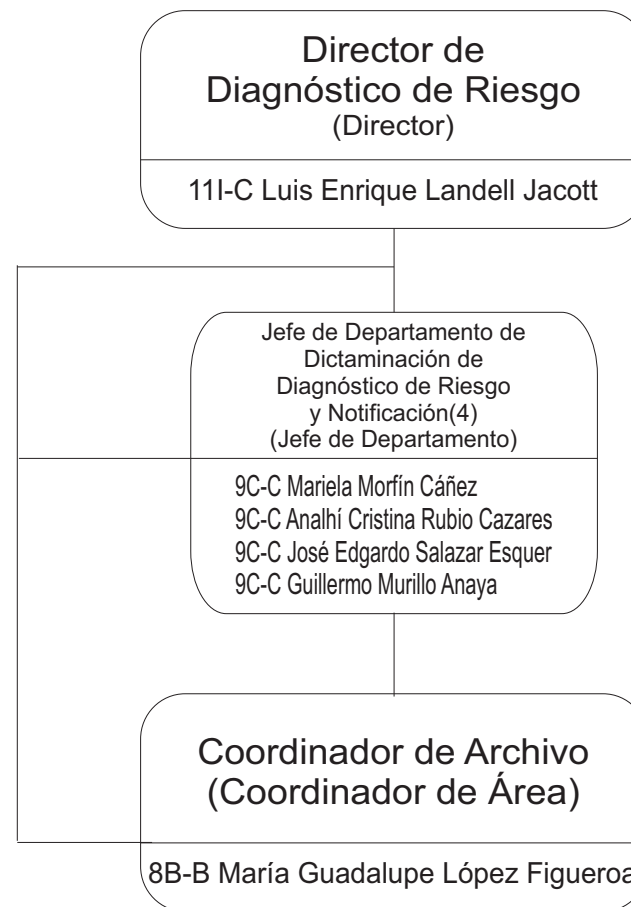 Director de
Diagnóstico de Riesgo
(Director)
11I-C Luis Enrique Landell Jacott
Jefe de Departamento de
Dictaminación de
Diagnóstico de Riesgo
y Notificación(4)
(Jefe de Departamento)
9C-C Mariela Morfín Cáñez
9C-C Analhí Cristina Rubio Cazares
9C-C José Edgardo Salazar Esquer
9C-C Guillermo Murillo Anaya
Coordinador de Archivo
(Coordinador de Área)
8B-B María Guadalupe López Figueroa